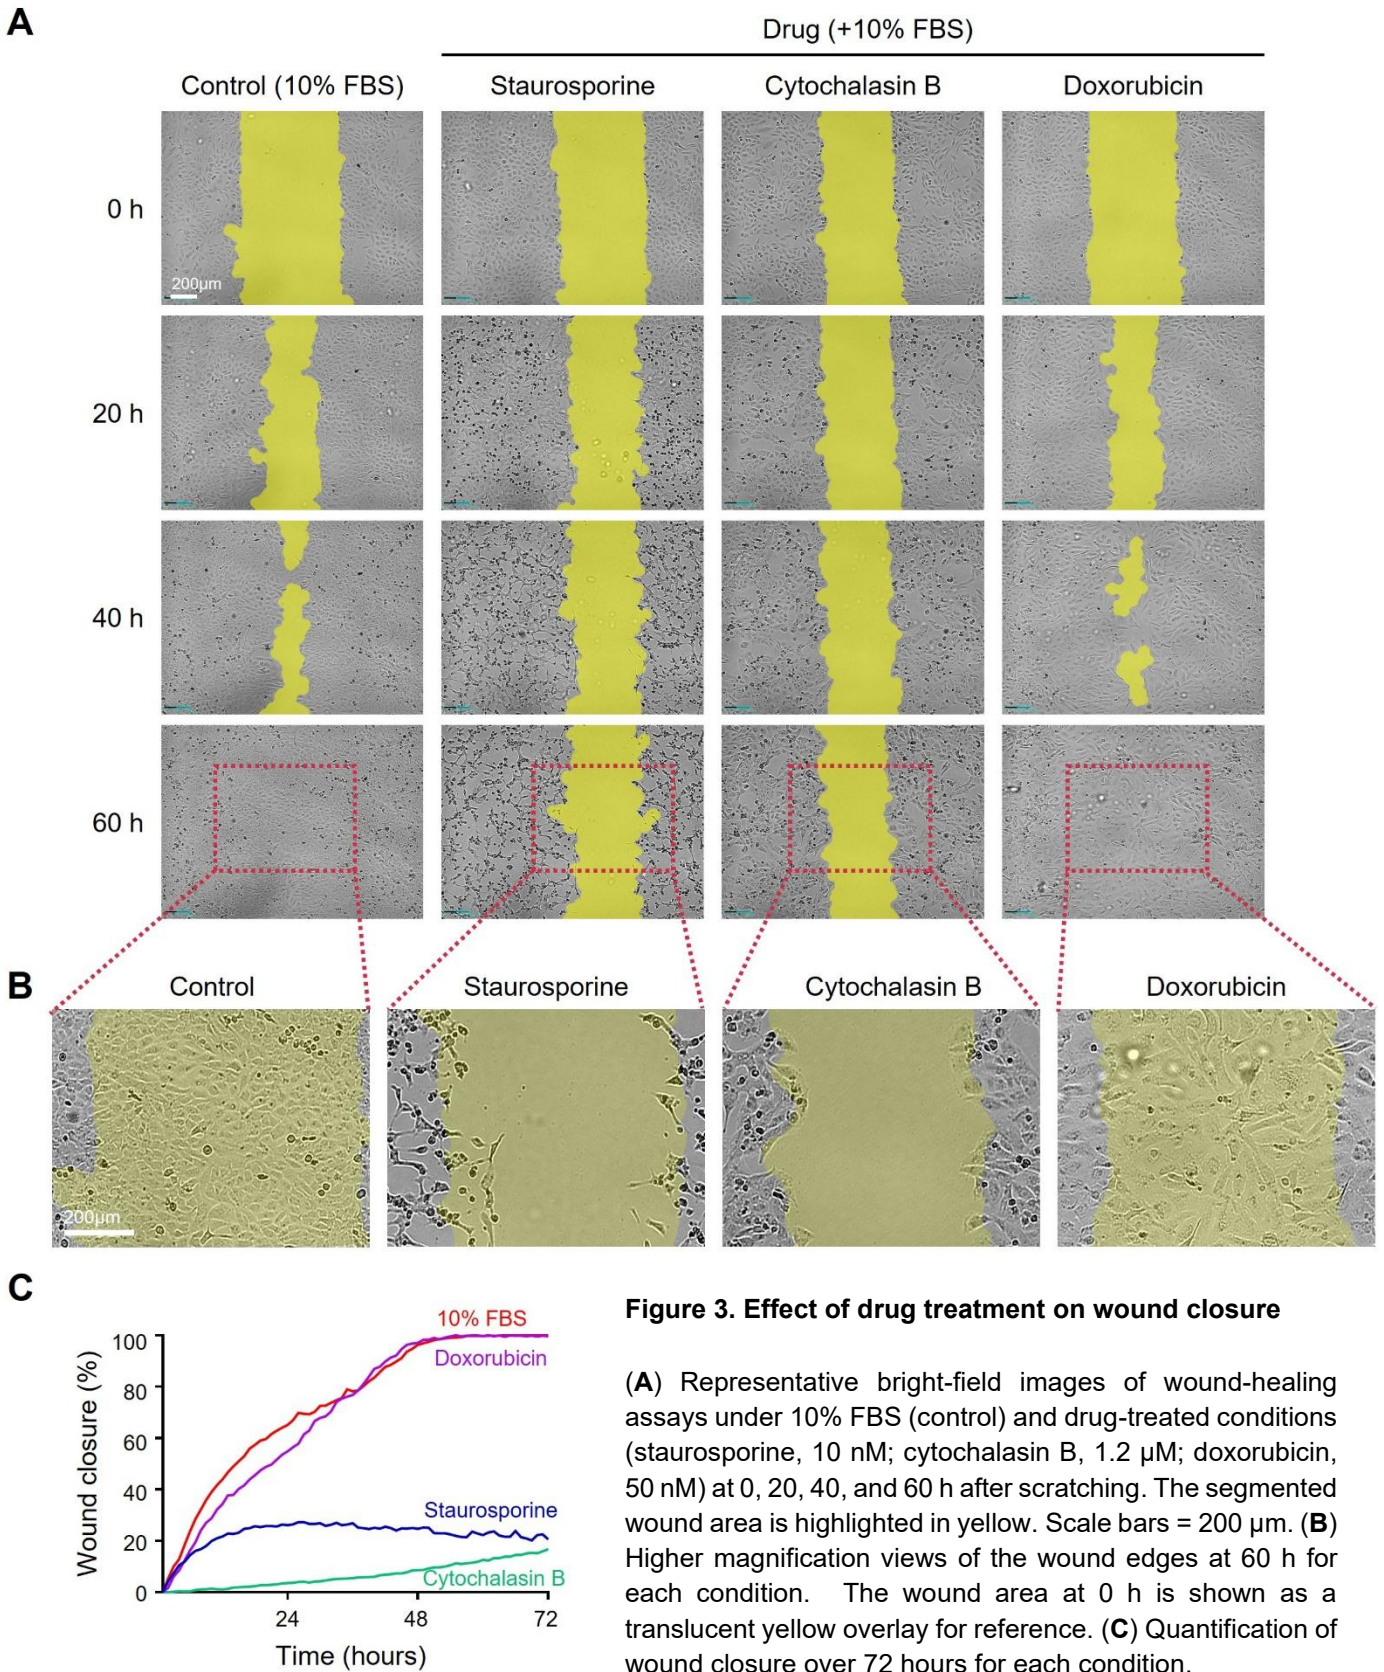 A
Drug (+10% FBS)
Control (10% FBS)
Staurosporine
Cytochalasin B
Doxorubicin
0 h
200µm
20 h
40 h
60 h
B
Control
Staurosporine
Cytochalasin B
Doxorubicin
200µm
C
10% FBS
Doxorubicin
Staurosporine
Cytochalasin B
Wound closure (%)
100
80
60
40
20
0
24
48
72
Time (hours)
Figure 3. Effect of drug treatment on wound closure
(A) Representative bright-field images of wound-healing
assays under 10% FBS (control) and drug-treated conditions
(staurosporine, 10 nM; cytochalasin B, 1.2 µM; doxorubicin,
50 nM) at 0, 20, 40, and 60 h after scratching. The segmented
wound area is highlighted in yellow. Scale bars = 200 µm. (B)
Higher magnification views of the wound edges at 60 h for
each condition. The wound area at 0 h is shown as a
translucent yellow overlay for reference. (C) Quantification of
wound closure over 72 hours for each condition.